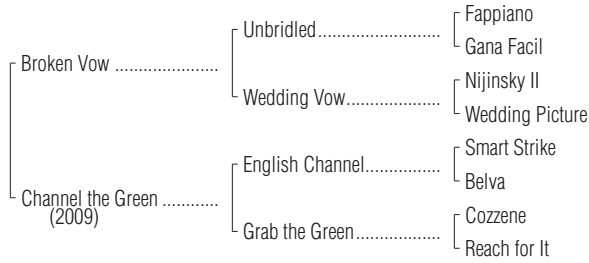 Fappiano
Unbridled..........................
Gana Facil
Broken Vow ......................
Nijinsky II
Wedding Vow....................
Wedding Picture
Smart Strike
English Channel................
Belva
Channel the Green ............
(2009)
Cozzene
Grab the Green..................
Reach for It